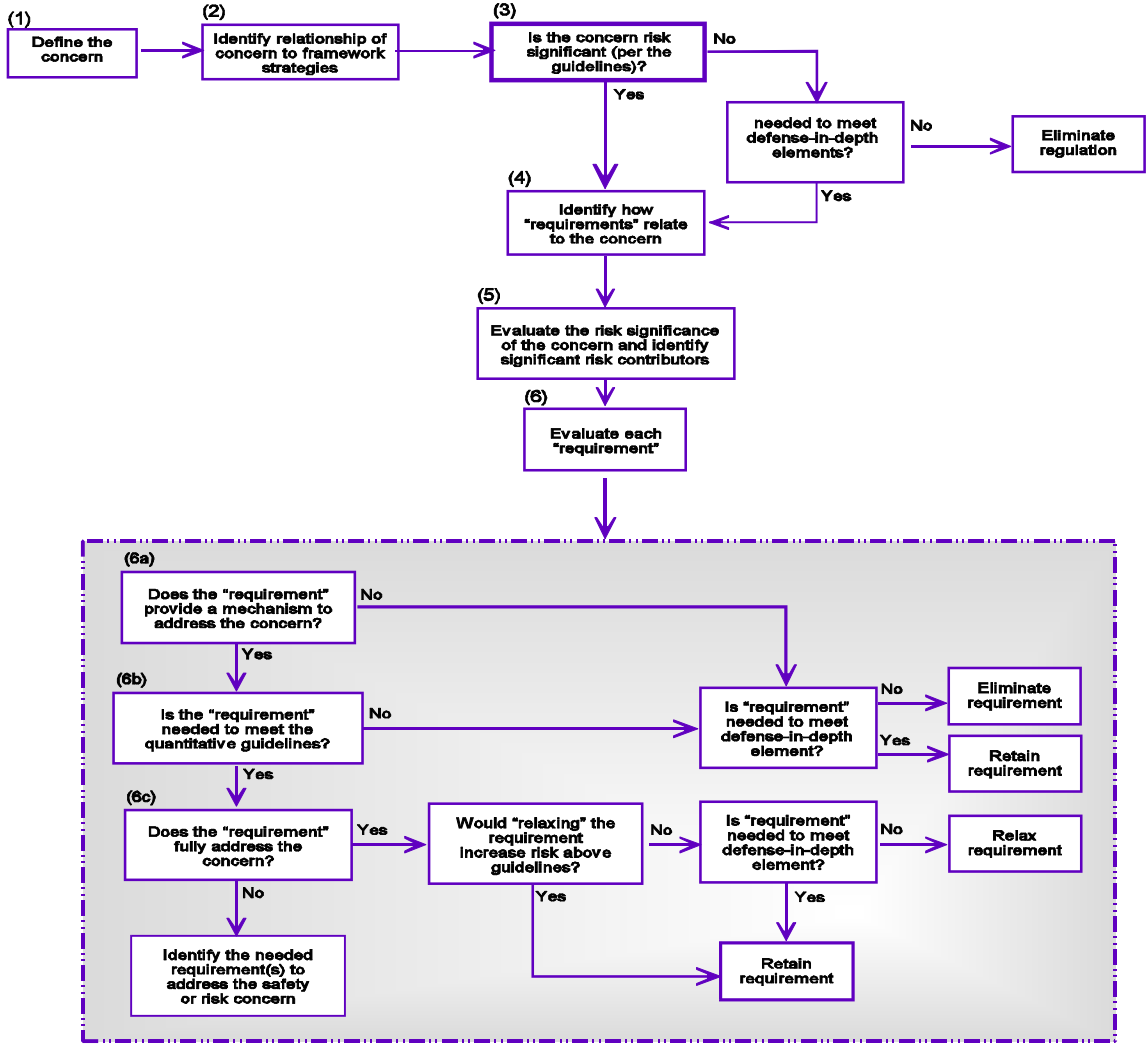 (1)
Define the
concern
(2)
Identify relationship of
concern to framework
strategies
(3)
Is the concern risk
significant (per the
guidelines)?
No
Yes
needed to meet
defense-in-depth
elements?
No
Yes
Eliminate
regulation
(4)
Identify how
“requirements” relate
to the concern
(5)
Evaluate the risk significance
of the concern and identify
significant risk contributors
(6)
Evaluate each
“requirement”
(6a)
Does the “requirement”
provide a mechanism to
address the concern?
No
Yes
(6b)
Is the “requirement”
needed to meet the
quantitative guidelines?
No
Yes
Is “requirement”
needed to meet
defense-in-depth
element?
No
Eliminate
requirement
Yes
Retain
requirement
(6c)
Does the “requirement”
fully address the
concern?
Yes
No
Would “relaxing” the
requirement
increase risk above
guidelines?
No
Yes
Is “requirement”
needed to meet
defense-in-depth
element?
No
Yes
Relax
requirement
Identify the needed
requirement(s) to
address the safety
or risk concern
Retain
requirement